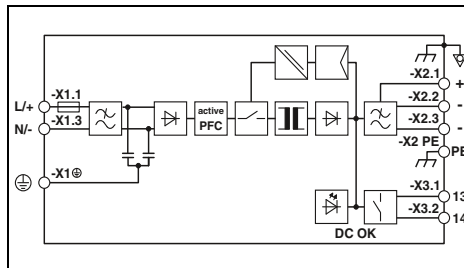 -X1.1
L/+
-X1.3
N/-
-X1
active
PFC
-X2.1
+
-X2.2
-
-X2.3
-
-X2 PE
PE
-X3.1
13
-X3.2
14
DC OK